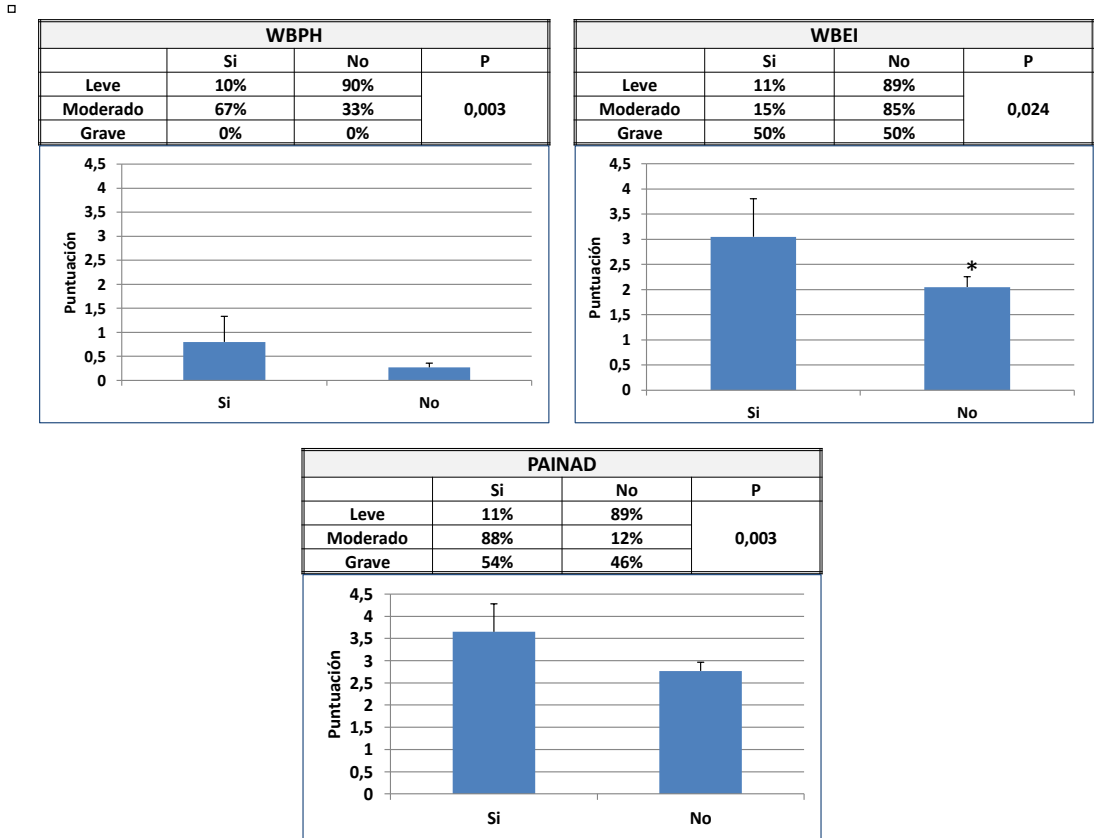 WBPH
Si No P
Leve 10% 90%
Moderado 67% 33% 0,003
Grave 0% 0%
4,5
4
3,5
3
2,5
2
1,5
1
0,5
0
Puntuación
Si No
WBEI
Si No P
Leve 11% 89%
Moderado 15% 85% 0,024
Grave 50% 50%
4,5
4
3,5
3
2,5
2
1,5
1
0,5
0
Puntuación
*
Si No
PAINAD
Si No P
Leve 11% 89%
Moderado 88% 12% 0,003
Grave 54% 46%
4,5
4
3,5
3
2,5
2
1,5
1
0,5
0
Puntuación
Si No